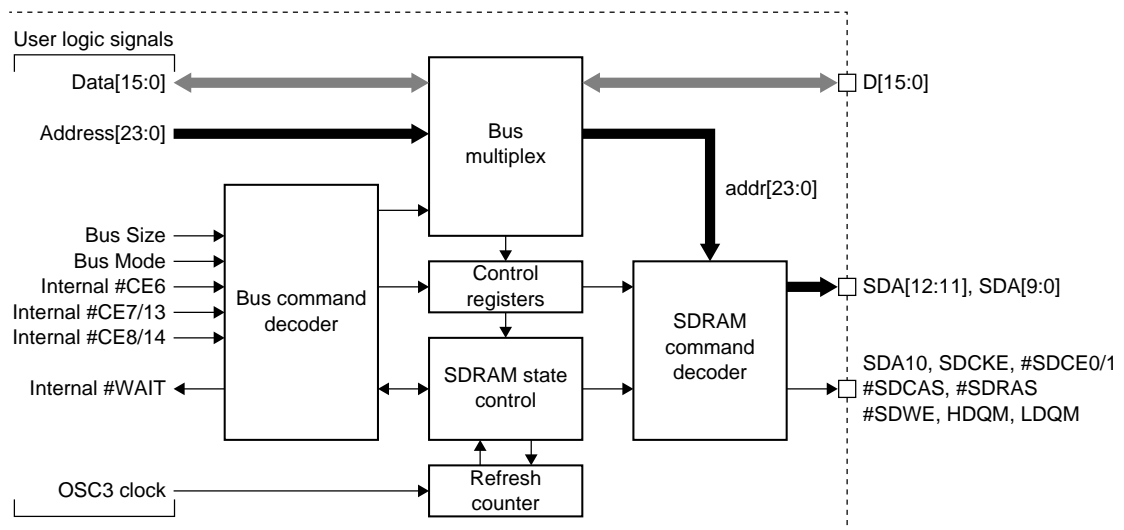 User logic signals
Data[15:0]
D[15:0]
Address[23:0]
Bus
multiplex
addr[23:0]
Bus Size
Bus Mode
Internal #CE6
Internal #CE7/13
Internal #CE8/14
Internal #WAIT
Bus command
decoder
Control
registers
SDRAM state
control
SDRAM
command
decoder
SDA[12:11], SDA[9:0]
SDA10, SDCKE, #SDCE0/1
#SDCAS, #SDRAS
#SDWE, HDQM, LDQM
OSC3 clock
Refresh
counter